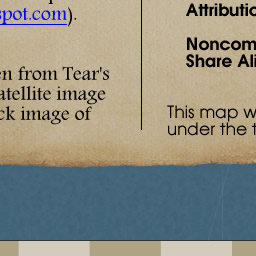 spot.com).
en from Tear's
atellite image
ck image of
Attributio
Noncom
Share Ali
This map w
under the t